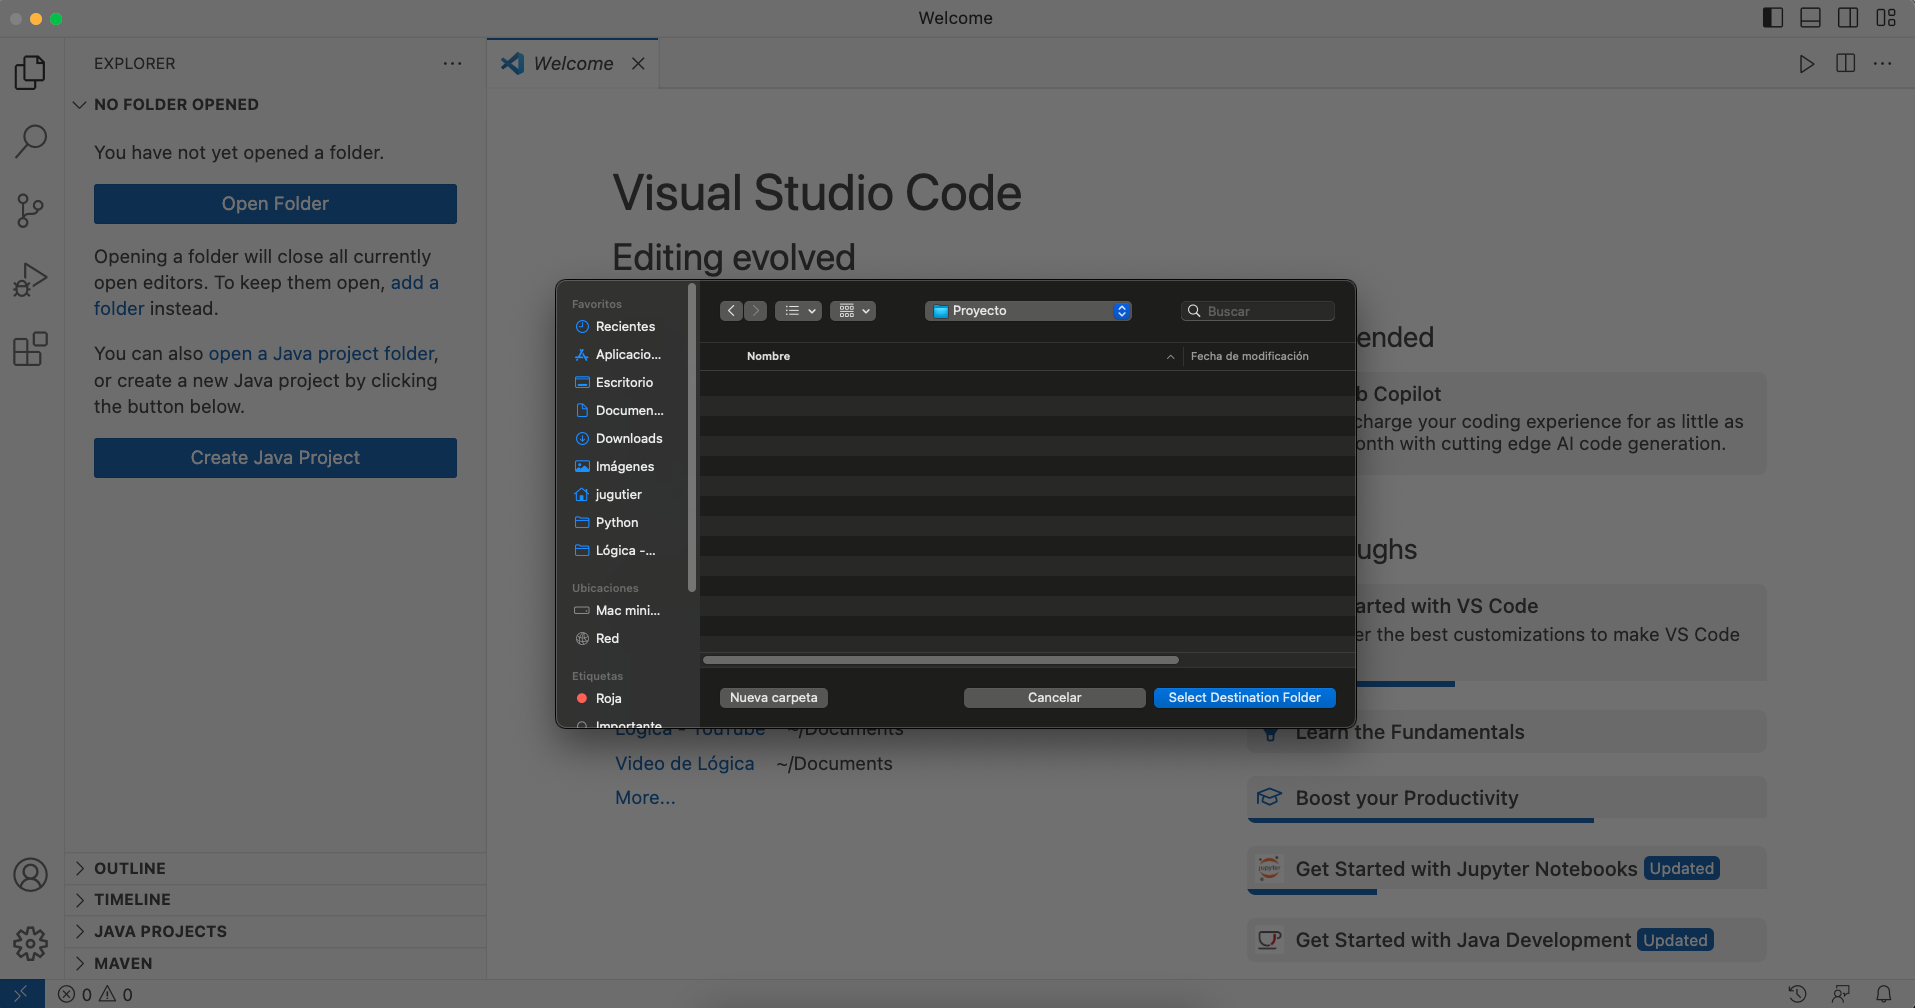 Welcome
EXPLORER
NO FOLDER OPENED
You have not yet opened a folder.
Open Folder
Opening a folder will close all currently
open editors. To keep them open, add a
folder instead.
You can also open a Java project folder,
or create a new Java project by clicking
the button below.
Create Java Project
OUTLINE
TIMELINE
JAVA PROJECTS
MAVEN
0
0
Welcome
Visual Studio Code
Editing evolved
Favoritos
Recientes
Aplicacio...
Escritorio
Documen...
Downloads
Imágenes
jugutier
Python
Lógica -...
Ubicaciones
Mac mini...
Red
Etiquetas
Roja
Importante
Proyecto
Buscar
Nombre
Fecha de modificación
Nueva carpeta
Cancelar
Select Destination Folder
Lógica - YouTube ~/Documents
Video de Lógica ~/Documents
More...
ended
b Copilot
charge your coding experience for as little as
onth with cutting edge AI code generation.
ughs
arted with VS Code
er the best customizations to make VS Code
Learn the Fundamentals
Boost your Productivity
Get Started with Jupyter Notebooks Updated
Get Started with Java Development Updated